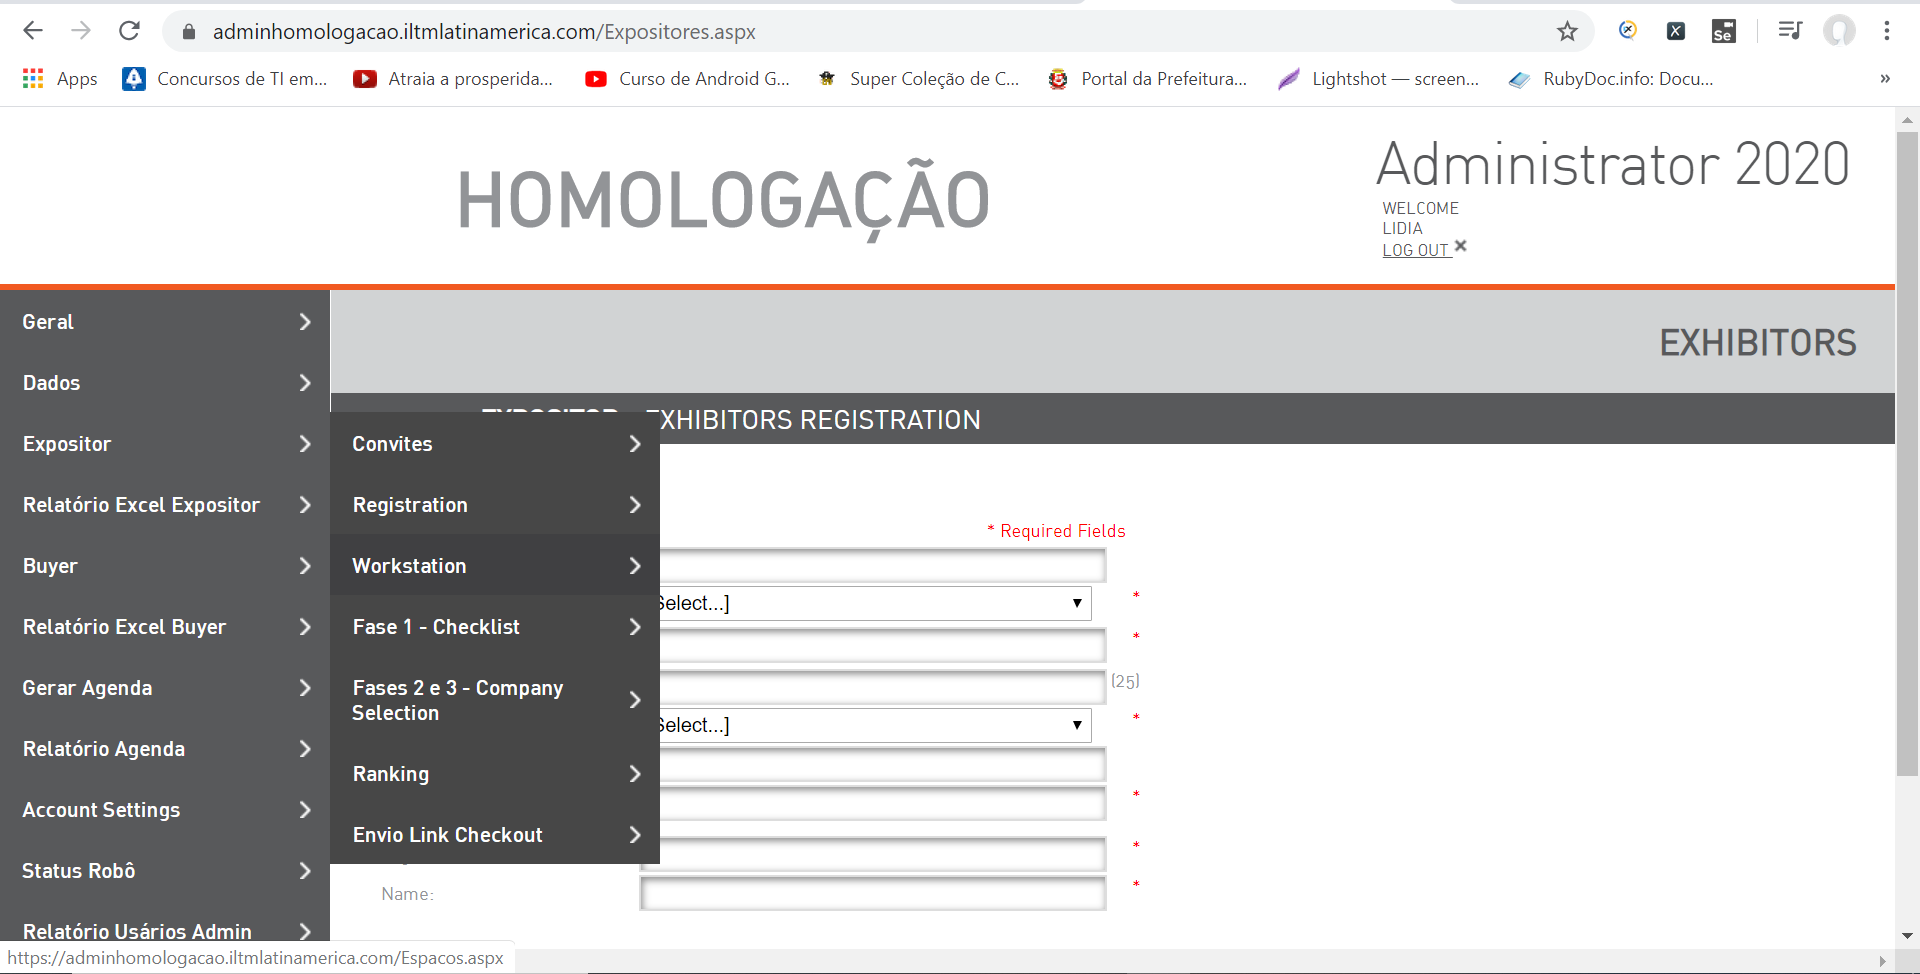 adminhomologacao.iltmlatinamerica.com/Expositores.aspx
Se
Apps
Concursos de TI em...
Atraia a prosperida...
Curso de Android G...
Super Coleção de C...
Portal da Prefeitura...
Lightshot — screen...
RubyDoc.info: Docu...
»
HOMOLOGAÇÃO
Administrator 2020
WELCOME
LIDIA
LOG OUT
EXHIBITORS
EXPOSITOR EXHIBITORS REGISTRATION
Geral
Dados
Expositor
Relatório Excel Expositor
Buyer
Relatório Excel Buyer
Gerar Agenda
Relatório Agenda
Account Settings
Status Robô
Relatório Usários Admin
Convites
Registration
Workstation
Fase 1 - Checklist
Fases 2 e 3 - Company
Selection
Ranking
Envio Link Checkout
* Required Fields
Select...]
*
*
(25)
Select...]
*
*
*
Name:
*
https://adminhomologacao.iltmlatinamerica.com/Espacos.aspx